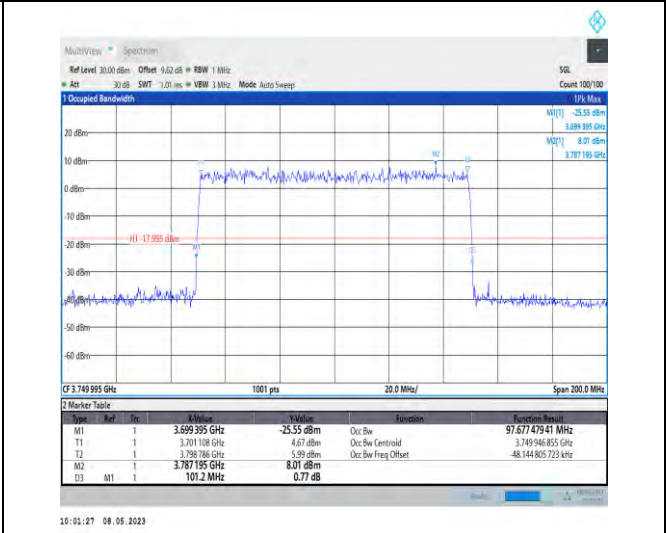 MultiView Spectrum
Ref Level 30.00 dBm Offset 9.62 dB RBW 1 MHz SGL
Att 30 dB SWT 1.01 ms VBW 3 MHz Mode Auto Sweep Count 100/100
1 Occupied Bandwidth 1Pk Max
M1[1] -25.55 dBm
3.699 395 GHz
M2[1] 8.01 dBm
3.787 195 GHz
20 dBm
M2
10 dBm
0 dBm
-10 dBm
H1 -17.995 dBm
-20 dBm
M1
D3
-30 dBm
-40 dBm
-50 dBm
-60 dBm
CF 3.749 995 GHz 1001 pts 20.0 MHz/ Span 200.0 MHz
2 Marker Table
Type Ref Trc X-Value Y-Value Function Function Result
M1 1 3.699 395 GHz -25.55 dBm Occ Bw 97.677 479 41 MHz
T1 1 3.701 108 GHz 4.67 dBm Occ Bw Centroid 3.749 946 855 GHz
T2 1 3.798 786 GHz 5.99 dBm Occ Bw Freq Offset -48.144 805 723 kHz
M2 1 3.787 195 GHz 8.01 dBm
D3 M1 1 101.2 MHz 0.77 dB
10:01:27 08.05.2023